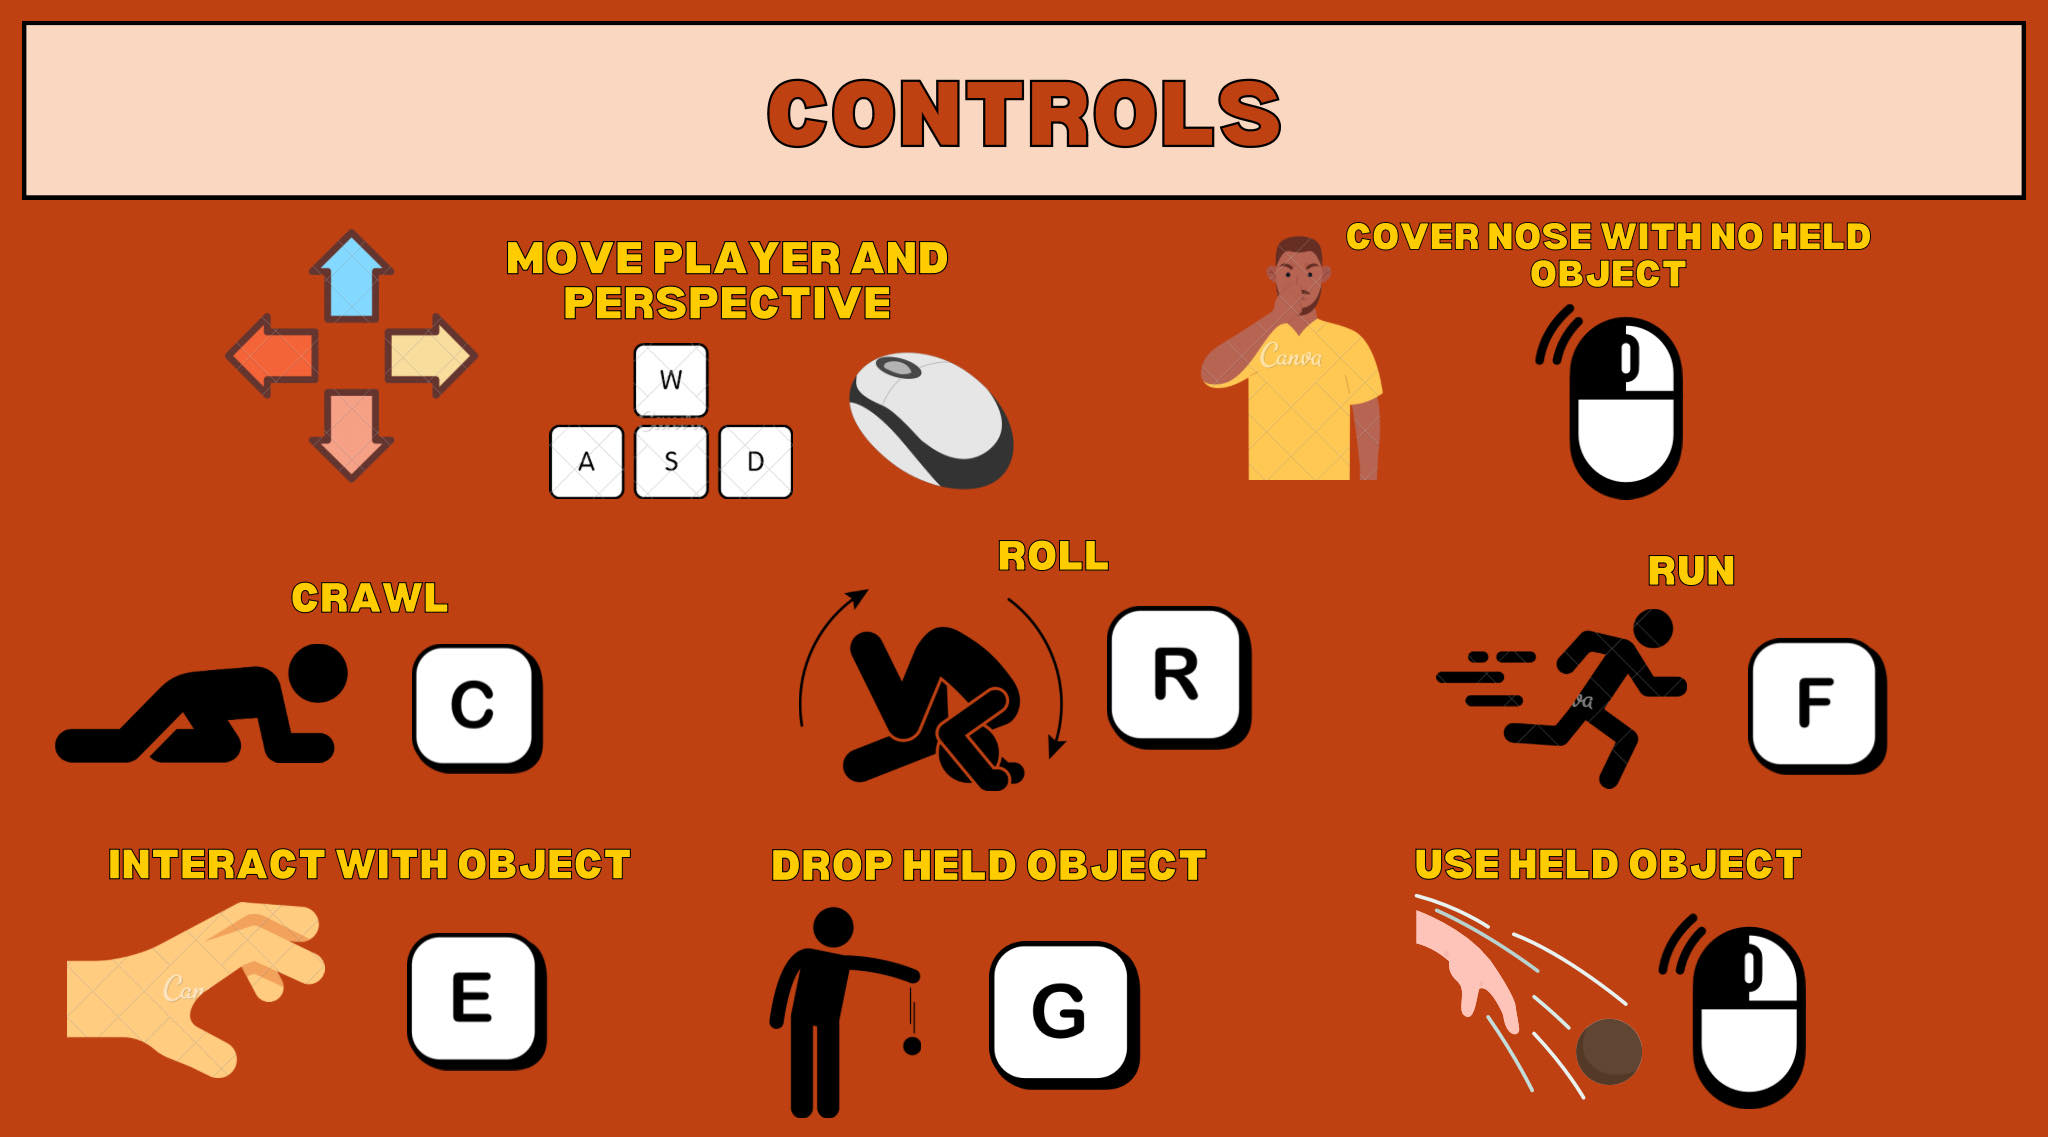 CONTROLS
MOVE PLAYER AND
PERSPECTIVE
W
A S D
COVER NOSE WITH NO HELD
OBJECT
Canva
CRAWL
C
ROLL
R
RUN
F
INTERACT WITH OBJECT
E
DROP HELD OBJECT
G
USE HELD OBJECT